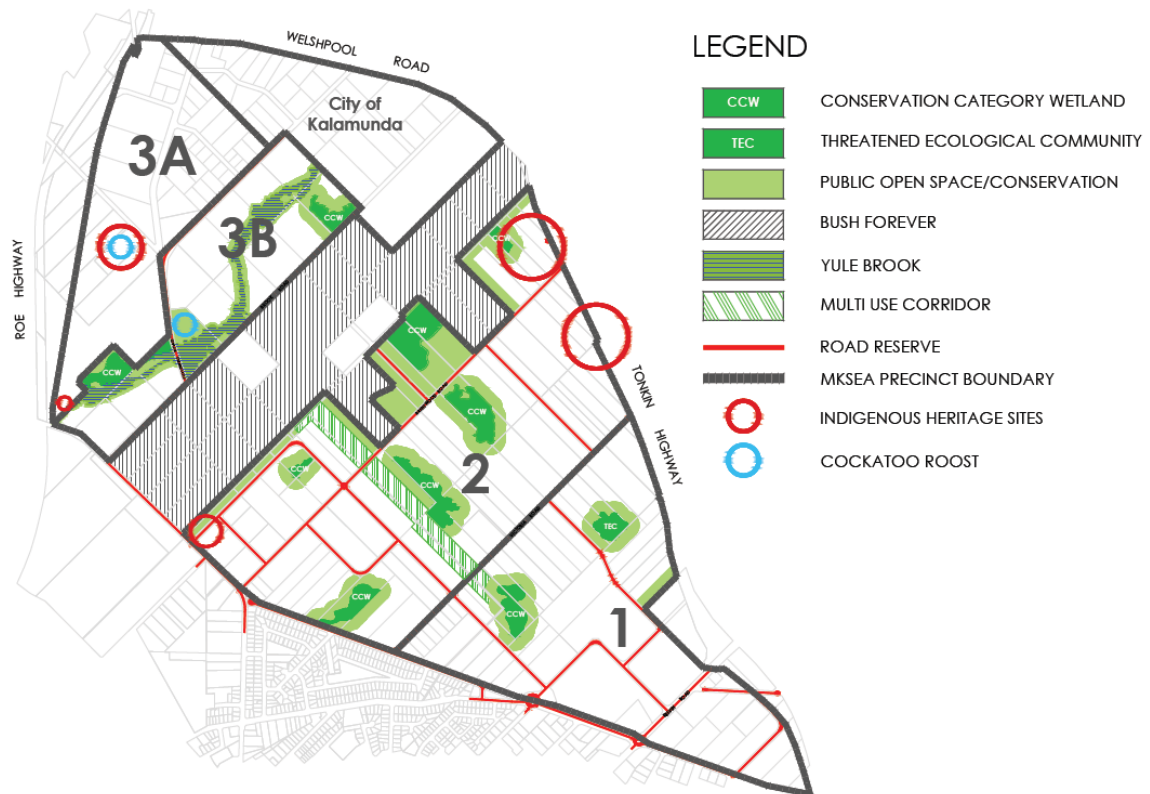 WELSHPOOL ROAD
City of
Kalamunda
3A
3B
CCW
CCW
ROE HIGHWAY
CCW
CCW
CCW
2
CCW
CCW
TONKIN HIGHWAY
TEC
CCW
CCW
1
LEGEND
CCW CONSERVATION CATEGORY WETLAND
TEC THREATENED ECOLOGICAL COMMUNITY
PUBLIC OPEN SPACE/CONSERVATION
BUSH FOREVER
YULE BROOK
MULTI USE CORRIDOR
ROAD RESERVE
MKSEA PRECINCT BOUNDARY
INDIGENOUS HERITAGE SITES
COCKATOO ROOST